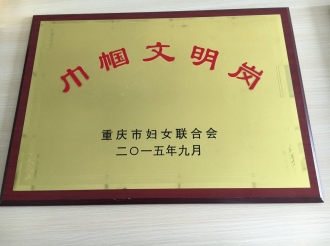 巾帼文明岗
重庆市妇女联合会
二〇一五年九月